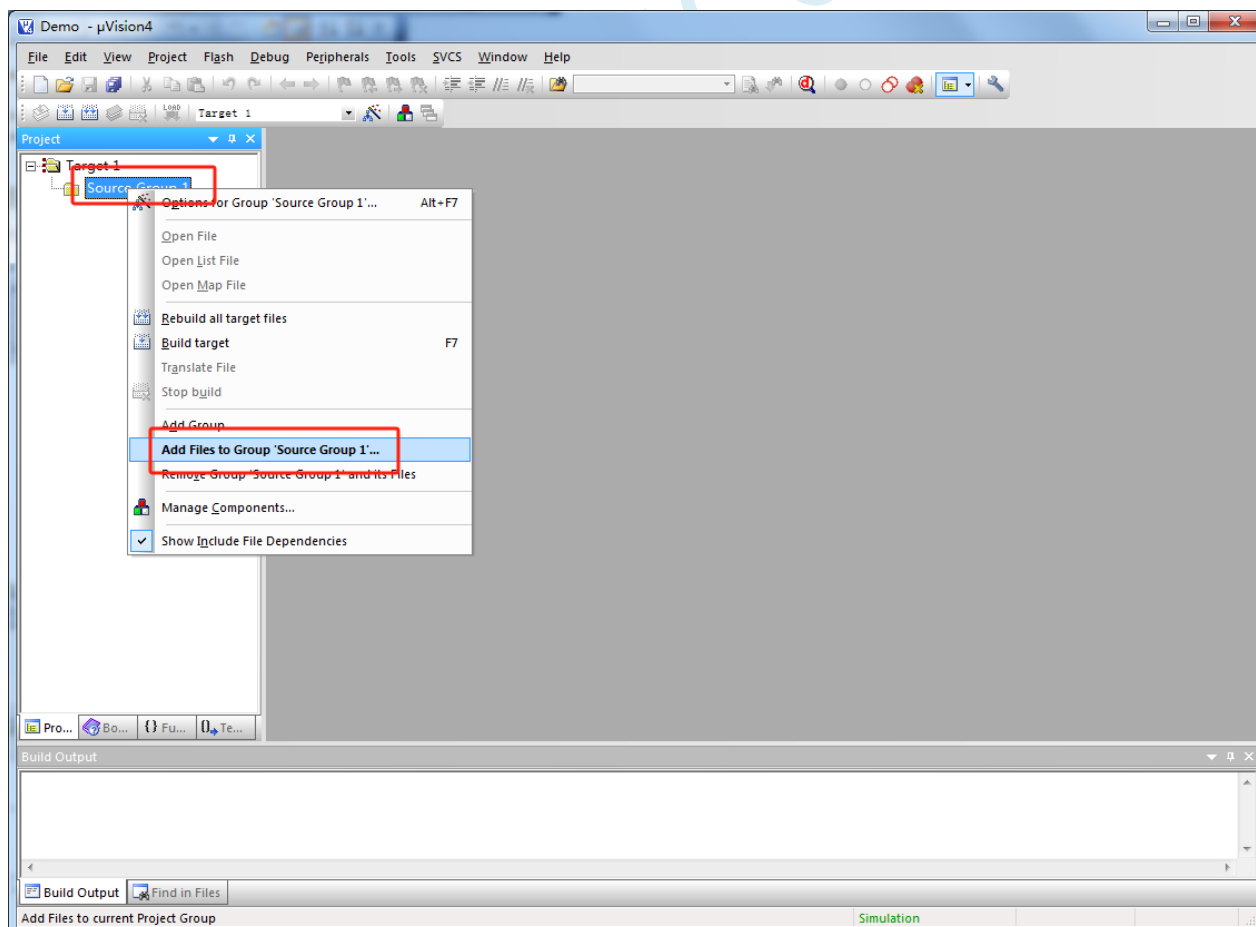 Demo - µVision4
File Edit View Project Flash Debug Peripherals Tools SVCS Window Help
LOAD Target 1
Project
Target 1
Source Group 1
Options for Group 'Source Group 1'... Alt+F7
Open File
Open List File
Open Map File
Rebuild all target files
Build target F7
Translate File
Stop build
Add Group
Add Files to Group 'Source Group 1'...
Remove Group 'Source Group 1' and its Files
Manage Components...
Show Include File Dependencies
Pro... Bo... {} Fu... 0 Te...
Build Output
Build Output Find in Files
Add Files to current Project Group Simulation